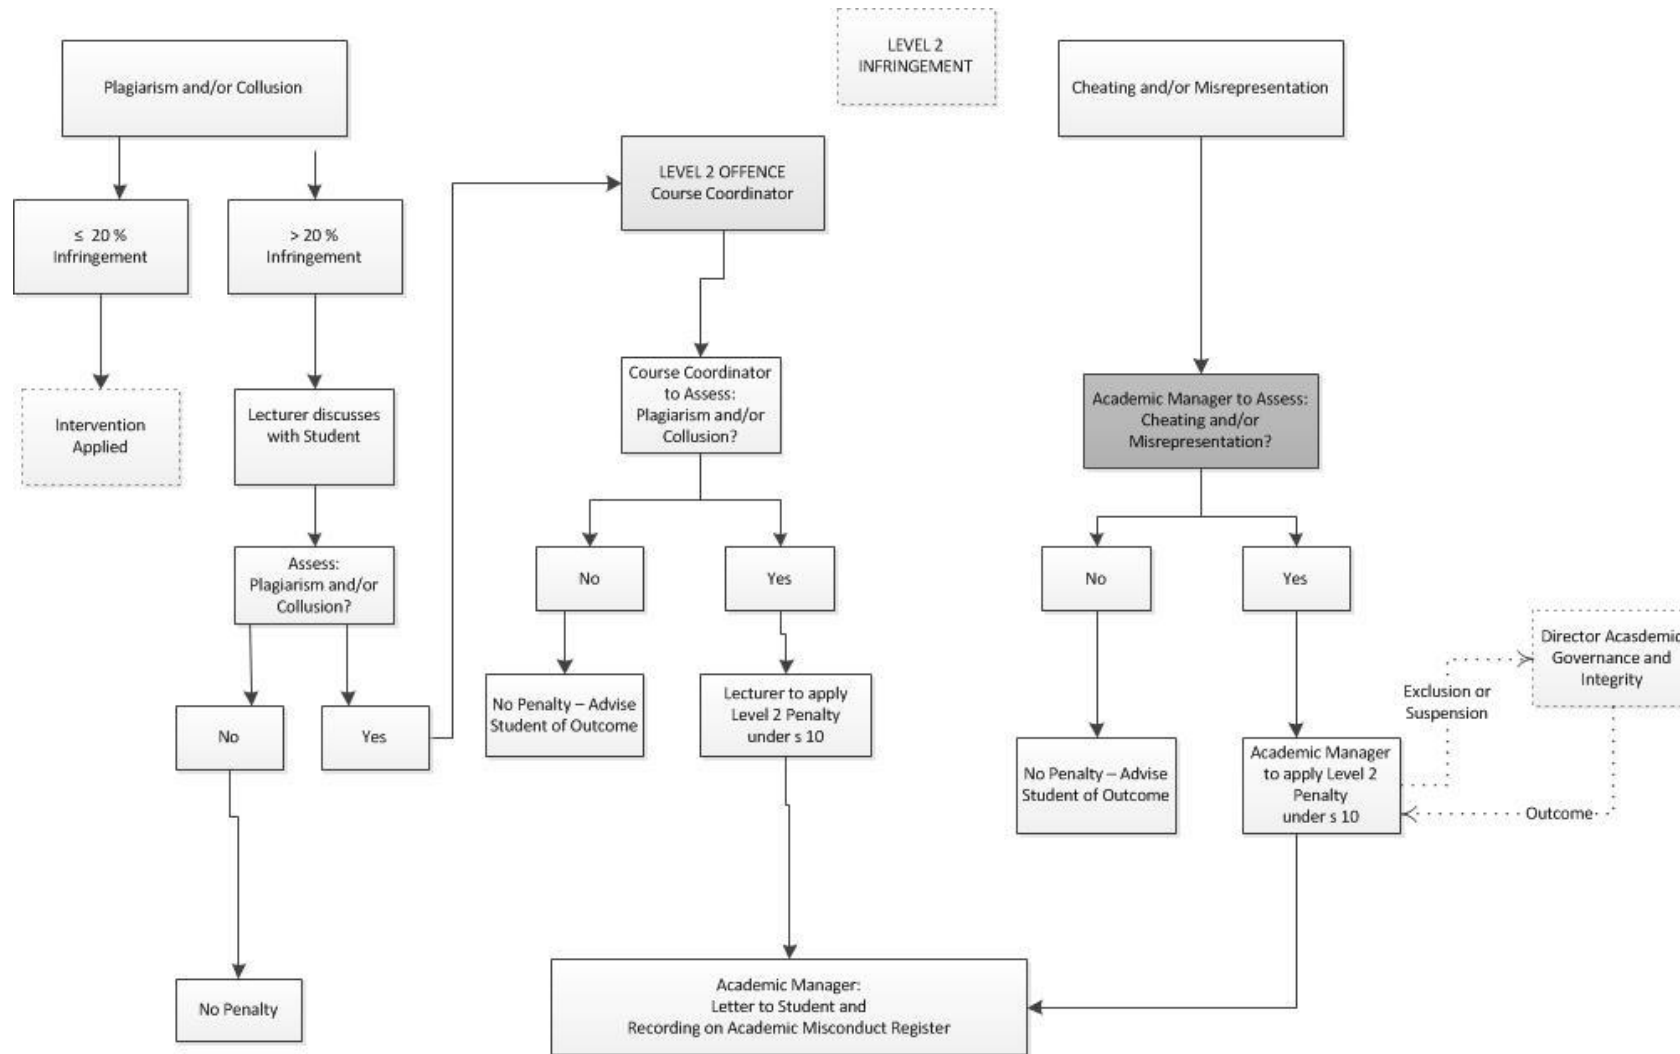 LEVEL 2
INFRINGEMENT
Plagiarism and/or Collusion
Cheating and/or Misrepresentation
LEVEL 2 OFFENCE
Course Coordinator
≤ 20 %
Infringement
> 20 %
Infringement
Course Coordinator
to Assess:
Plagiarism and/or
Collusion?
Academic Manager to Assess:
Cheating and/or
Misrepresentation?
Intervention
Applied
Lecturer discusses
with Student
Assess:
Plagiarism and/or
Collusion?
No
Yes
No
Yes
No
Yes
No Penalty – Advise
Student of Outcome
Lecturer to apply
Level 2 Penalty
under s 10
No Penalty – Advise
Student of Outcome
Academic Manager
to apply Level 2
Penalty
under s 10
Exclusion or
Suspension
Director Acasdemic
Governance and
Integrity
Outcome
No Penalty
Academic Manager:
Letter to Student and
Recording on Academic Misconduct Register